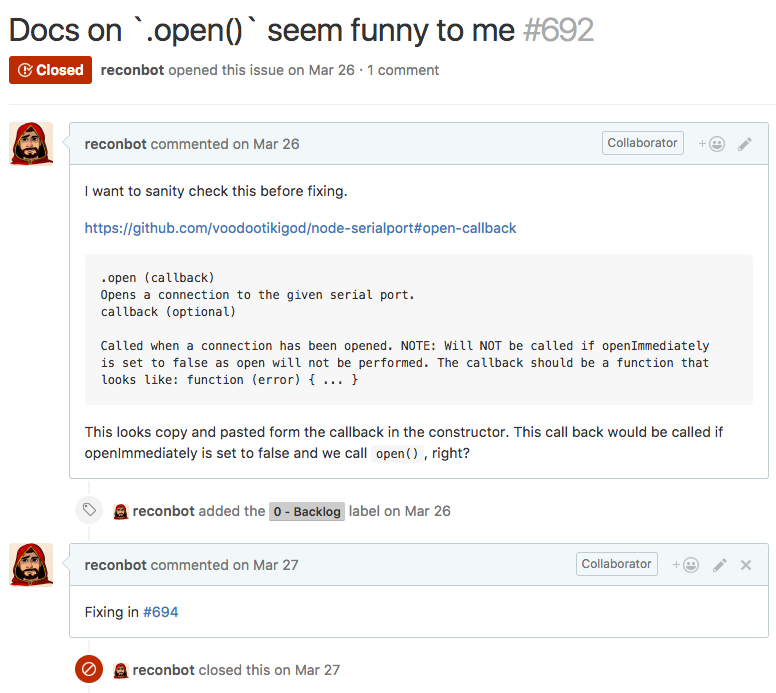 Docs on `.open()` seem funny to me #692
Closed reconbot opened this issue on Mar 26 · 1 comment
reconbot commented on Mar 26 Collaborator +
I want to sanity check this before fixing.
https://github.com/voodootikigod/node-serialport#open-callback
.open (callback)
Opens a connection to the given serial port.
callback (optional)
Called when a connection has been opened. NOTE: Will NOT be called if openImmediately
is set to false as open will not be performed. The callback should be a function that
looks like: function (error) { ... }
This looks copy and pasted form the callback in the constructor. This call back would be called if
openImmediately is set to false and we call open(), right?
reconbot added the 0 - Backlog label on Mar 26
reconbot commented on Mar 27 Collaborator +
Fixing in #694
reconbot closed this on Mar 27